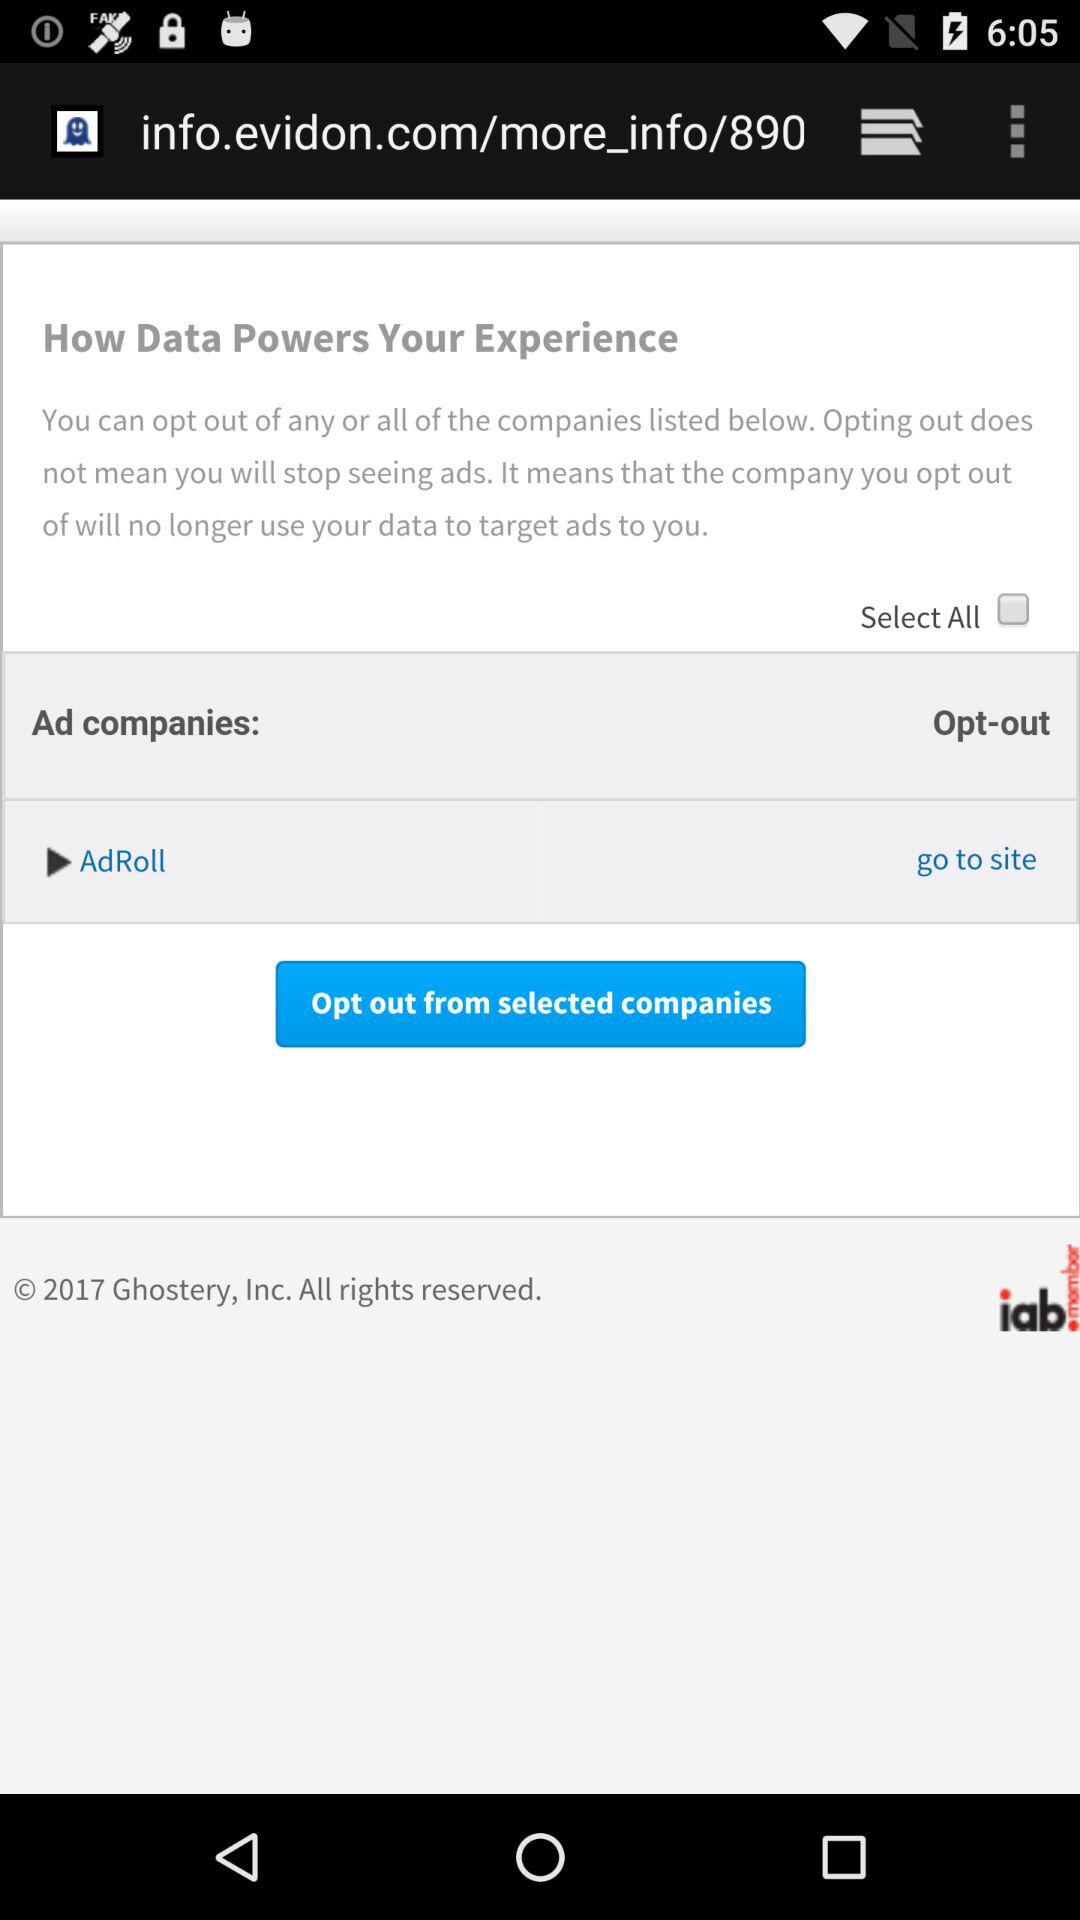 FAKE
6:05
info.evidon.com/more_info/890
How Data Powers Your Experience
You can opt out of any or all of the companies listed below. Opting out does
not mean you will stop seeing ads. It means that the company you opt out
of will no longer use your data to target ads to you.
Select All
Ad companies:
Opt-out
AdRoll
go to site
Opt out from selected companies
© 2017 Ghostery, Inc. All rights reserved.
iab.
member